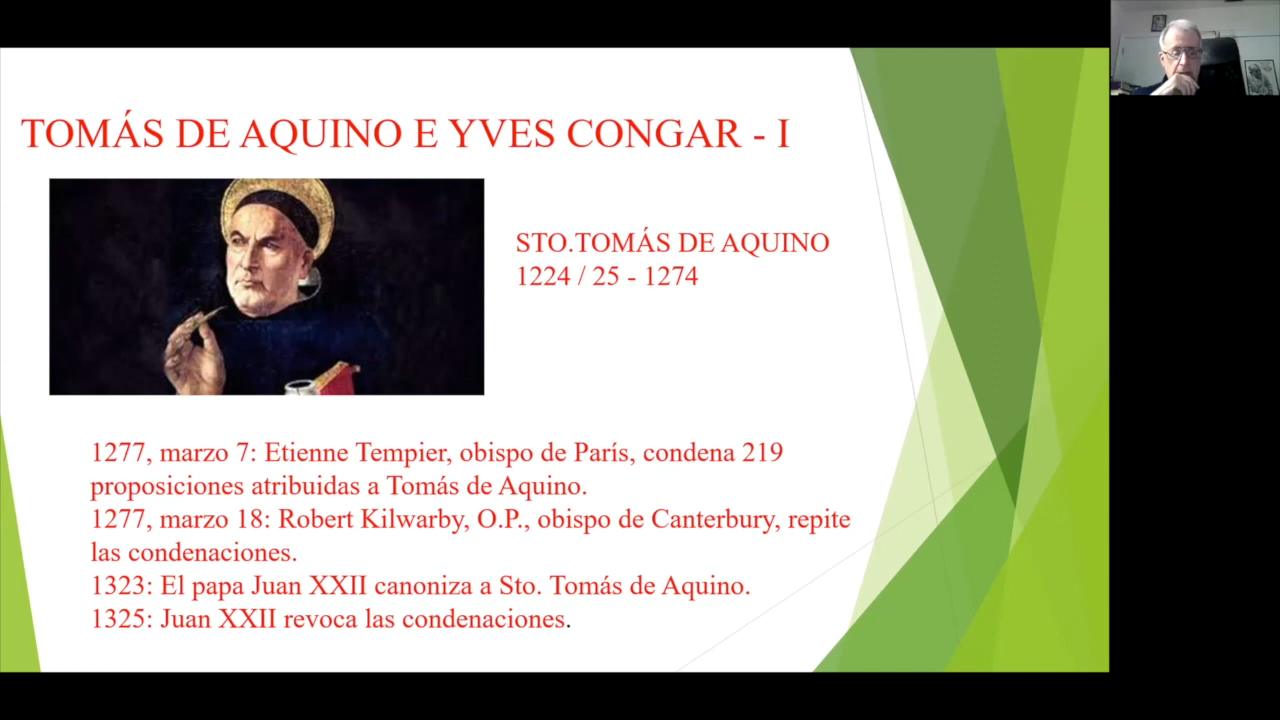 TOMÁS DE AQUINO E YVES CONGAR - I
STO.TOMÁS DE AQUINO
1224 / 25 - 1274
1277, marzo 7: Etienne Tempier, obispo de París, condena 219
proposiciones atribuidas a Tomás de Aquino.
1277, marzo 18: Robert Kilwarby, O.P., obispo de Canterbury, repite
las condenaciones.
1323: El papa Juan XXII canoniza a Sto. Tomás de Aquino.
1325: Juan XXII revoca las condenaciones.